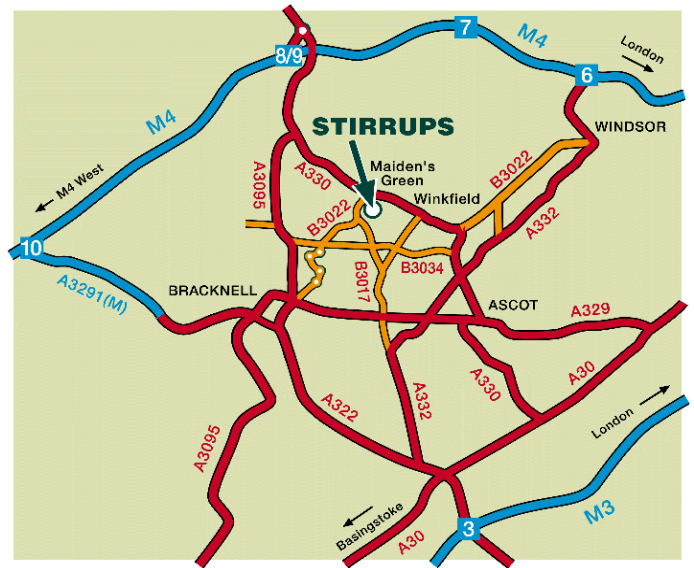 7
M4
London
8/9
6
STIRRUPS
WINDSOR
M4
Maiden's
Green
A330
A3095
B3022
M4 West
Winkfield
B3022
A332
10
B3034
A3291(M)
B3017
BRACKNELL
ASCOT
A329
A330
A30
A322
A332
London
A3095
M3
Basingstoke
A30
3